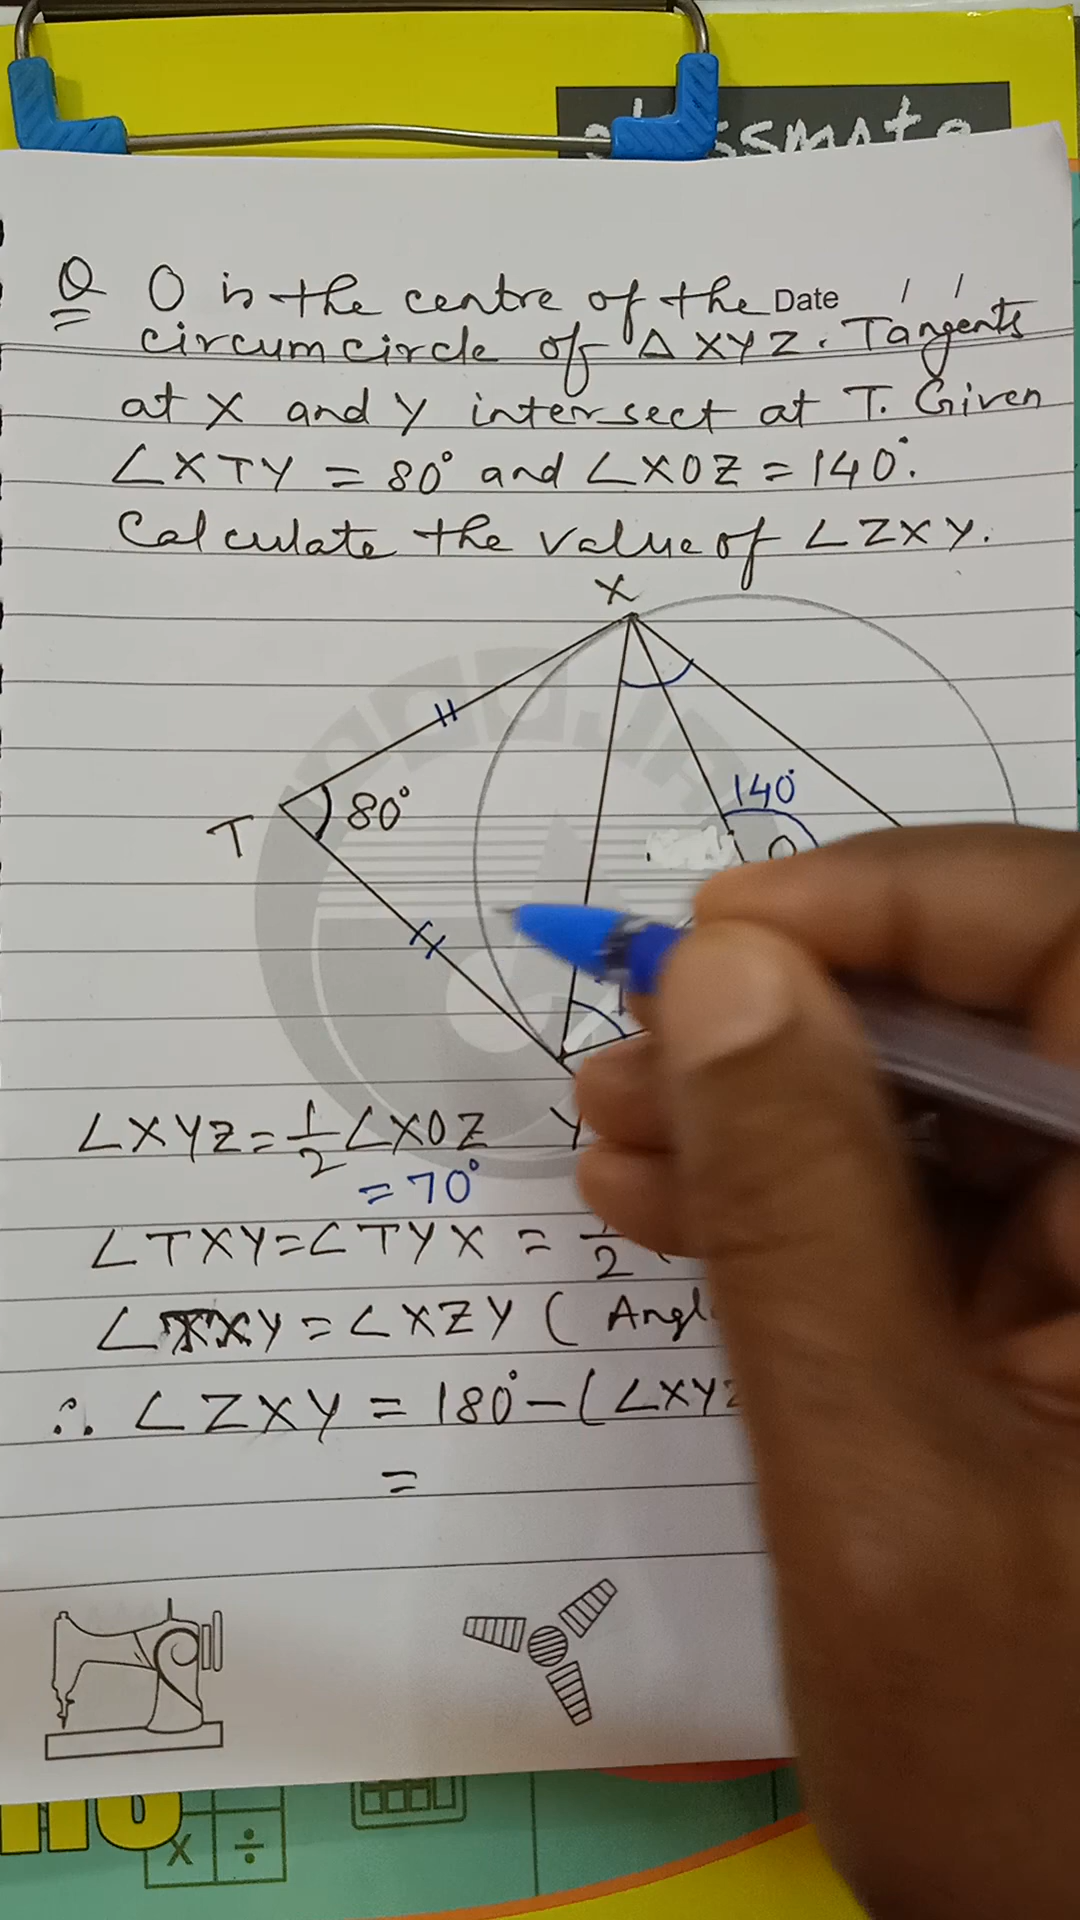 classmate
Q O is the centre of the Date / /
circumcircle of △XYZ. Tangents
at X and Y intersect at T. Given
∠XTY = 80° and ∠XOZ = 140°.
Calculate the value of ∠ZXY.
X
140°
80°
T
O
∠XYZ = 1/2 ∠XOZ Y
= 70°
∠TXY = ∠TYX = 1/2 (
∠TXY = ∠XZY (
∴ ∠ZXY = 180° - (∠XYZ
=
x ÷